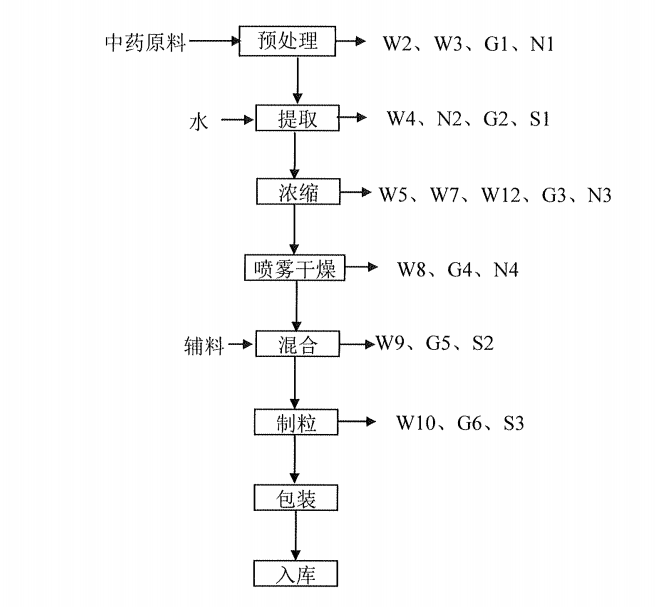 中药原料 预处理 W2、W3、G1、N1
水 提取 W4、N2、G2、S1
浓缩 W5、W7、W12、G3、N3
喷雾干燥 W8、G4、N4
辅料 混合 W9、G5、S2
制粒 W10、G6、S3
包装
入库